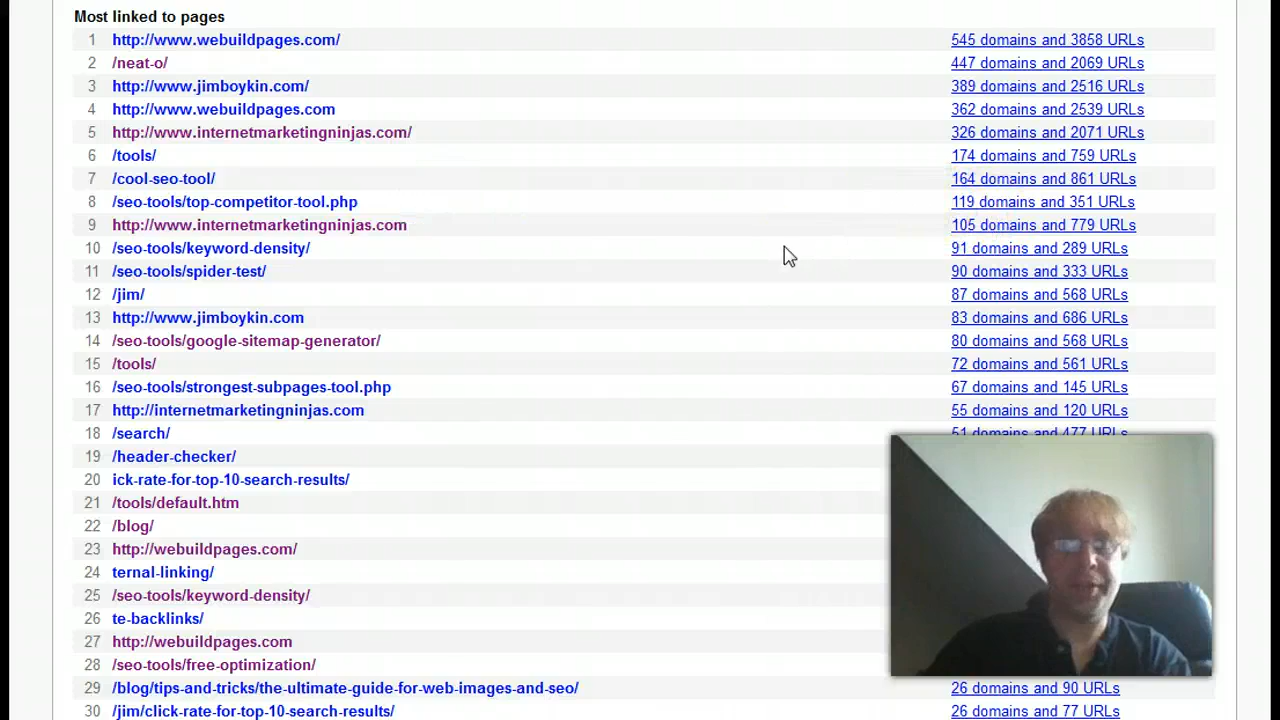 Most linked to pages
1 http://www.webuildpages.com/ 545 domains and 3858 URLs
2 /neat-o/ 447 domains and 2069 URLs
3 http://www.jimboykin.com/ 389 domains and 2516 URLs
4 http://www.webuildpages.com 362 domains and 2539 URLs
5 http://www.internetmarketingninjas.com/ 326 domains and 2071 URLs
6 /tools/ 174 domains and 759 URLs
7 /cool-seo-tool/ 164 domains and 861 URLs
8 /seo-tools/top-competitor-tool.php 119 domains and 351 URLs
9 http://www.internetmarketingninjas.com 105 domains and 779 URLs
10 /seo-tools/keyword-density/ 91 domains and 289 URLs
11 /seo-tools/spider-test/ 90 domains and 333 URLs
12 /jim/ 87 domains and 568 URLs
13 http://www.jimboykin.com 83 domains and 686 URLs
14 /seo-tools/google-sitemap-generator/ 80 domains and 568 URLs
15 /tools/ 72 domains and 561 URLs
16 /seo-tools/strongest-subpages-tool.php 67 domains and 145 URLs
17 http://internetmarketingninjas.com 55 domains and 120 URLs
18 /search/ 51 domains and 477 URLs
19 /header-checker/
20 ick-rate-for-top-10-search-results/
21 /tools/default.htm
22 /blog/
23 http://webuildpages.com/
24 ternal-linking/
25 /seo-tools/keyword-density/
26 te-backlinks/
27 http://webuildpages.com
28 /seo-tools/free-optimization/
29 /blog/tips-and-tricks/the-ultimate-guide-for-web-images-and-seo/ 26 domains and 90 URLs
30 /jim/click-rate-for-top-10-search-results/ 26 domains and 77 URLs